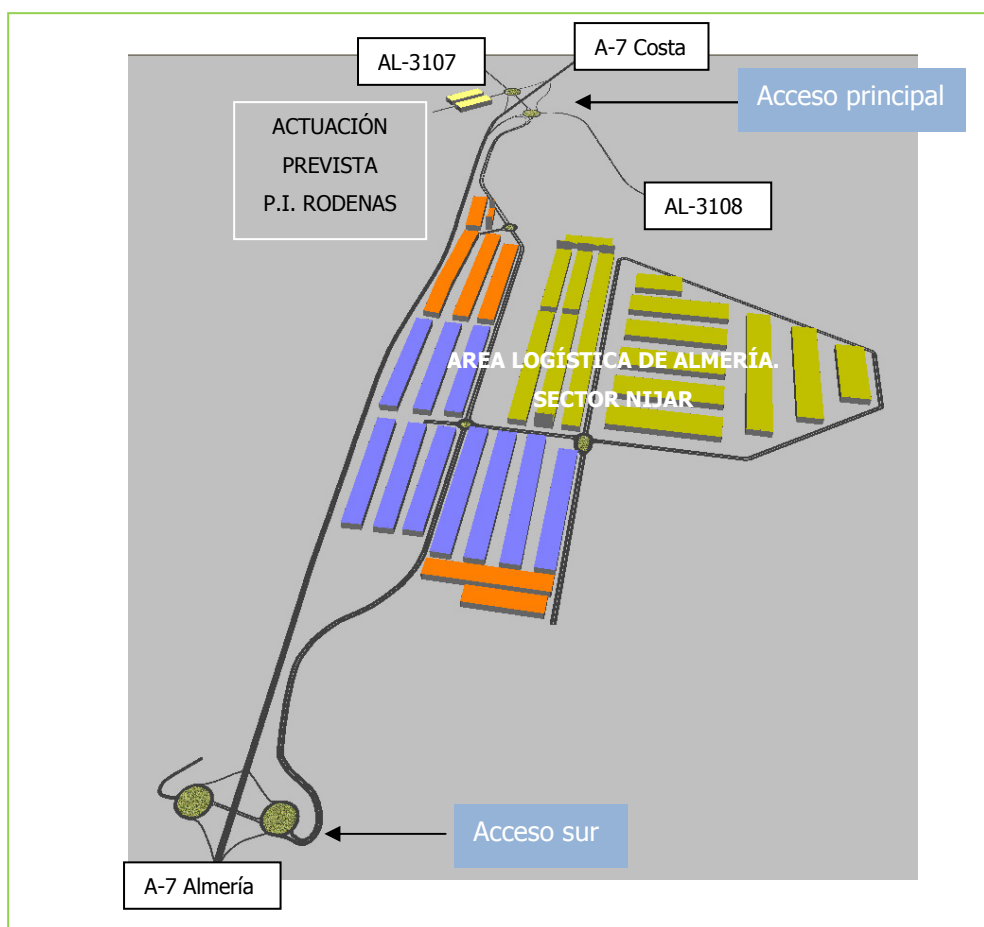 A-7 Costa
AL-3107
Acceso principal
ACTUACIÓN
PREVISTA
P.I. RODENAS
AL-3108
AREA LOGÍSTICA DE ALMERÍA.
SECTOR NIJAR
Acceso sur
A-7 Almería